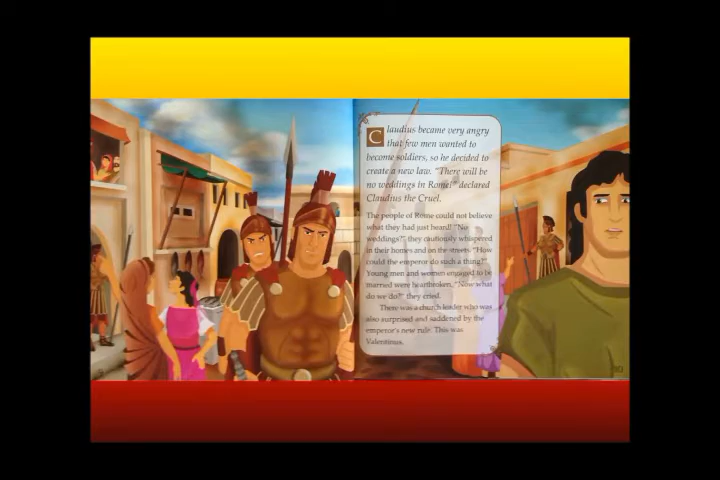 Claudius became very angry
that few men wanted to
become soldiers, so he decided to
create a new law. "There will be
no weddings in Rome!" declared
Claudius the Cruel.
The people of Rome could not believe
what they had just heard! "No
weddings?" they cautiously whispered
in their homes and on the streets. "How
could the emperor do such a thing?"
Young men and women engaged to be
married were heartbroken. "Now what
do we do?" they cried.
There was a church leader who was
also surprised and saddened by the
emperor's new rule. This was
Valentinus.